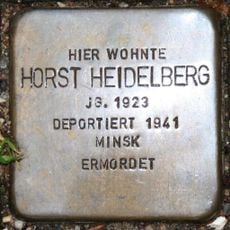 HIER WOHNTE
HORST HEIDELBERG
JG. 1923
DEPORTIERT 1941
MINSK
ERMORDET